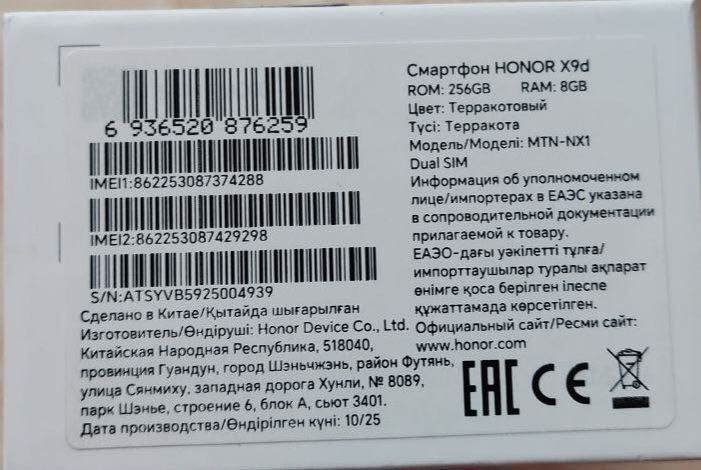 6 936520 876259
IMEI1:862253087374288
IMEI2:862253087429298
S/N:ATSYVB5925004939
Сделано в Китае/Қытайда шығарылған
Изготовитель/Өндіруші: Honor Device Co., Ltd.
Китайская Народная Республика, 518040,
провинция Гуандун, город Шэньчжэнь, район Футянь,
улица Сянмиху, западная дорога Хунли, № 8089,
парк Шэнье, строение 6, блок А, сьют 3401.
Дата производства/Өндірілген күні: 10/25
Смартфон HONOR X9d
ROM: 256GB RAM: 8GB
Цвет: Терракотовый
Түсі: Терракота
Модель/Моделі: MTN-NX1
Dual SIM
Информация об уполномоченном
лице/импортерах в ЕАЭС указана
в сопроводительной документации
прилагаемой к товару.
ЕАЭО-дағы уәкілетті тұлға/
импорттаушылар туралы ақпарат
өнімге қоса берілген ілеспе
құжаттамада көрсетілген.
Официальный сайт/Ресми сайт:
www.honor.com
EAC CE